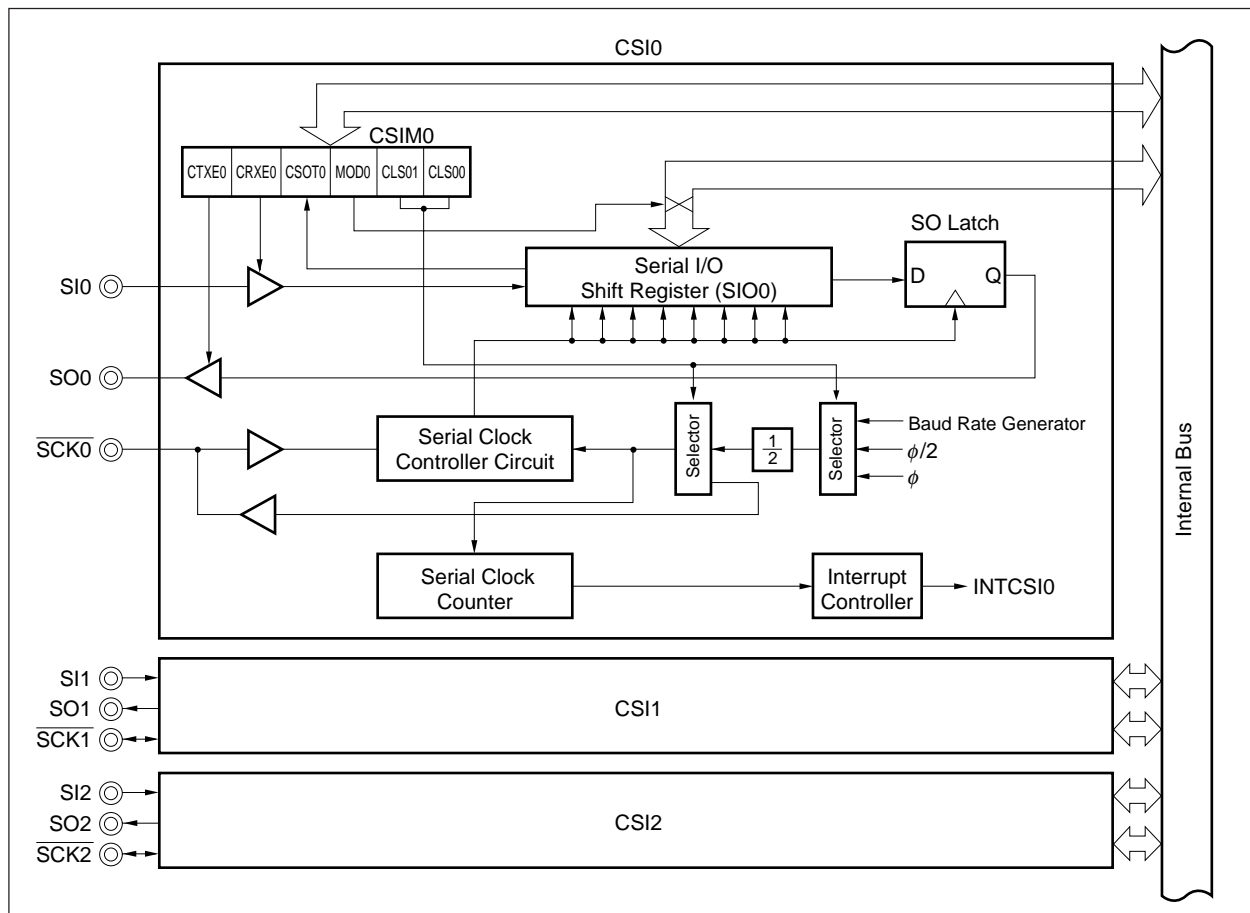 CSI0
CSIM0
CTXE0 CRXE0 CSOT0 MOD0 CLS01 CLS00
SO Latch
SI0
Serial I/O
Shift Register (SIO0)
D Q
SO0
SCK0
Serial Clock
Controller Circuit
Selector
1
2
Selector
Baud Rate Generator
ϕ/2
ϕ
Serial Clock
Counter
Interrupt
Controller
INTCSI0
Internal Bus
SI1
SO1
SCK1
CSI1
SI2
SO2
SCK2
CSI2